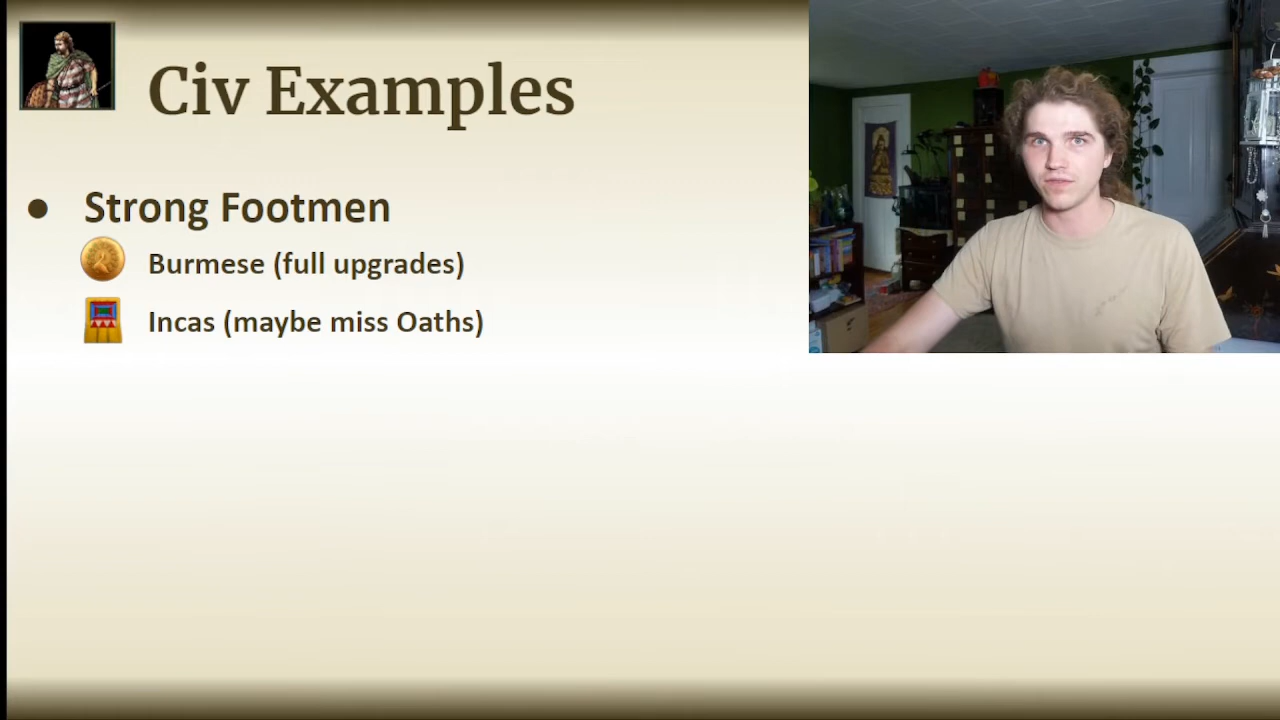 Civ Examples
Strong Footmen
Burmese (full upgrades)
Incas (maybe miss Oaths)